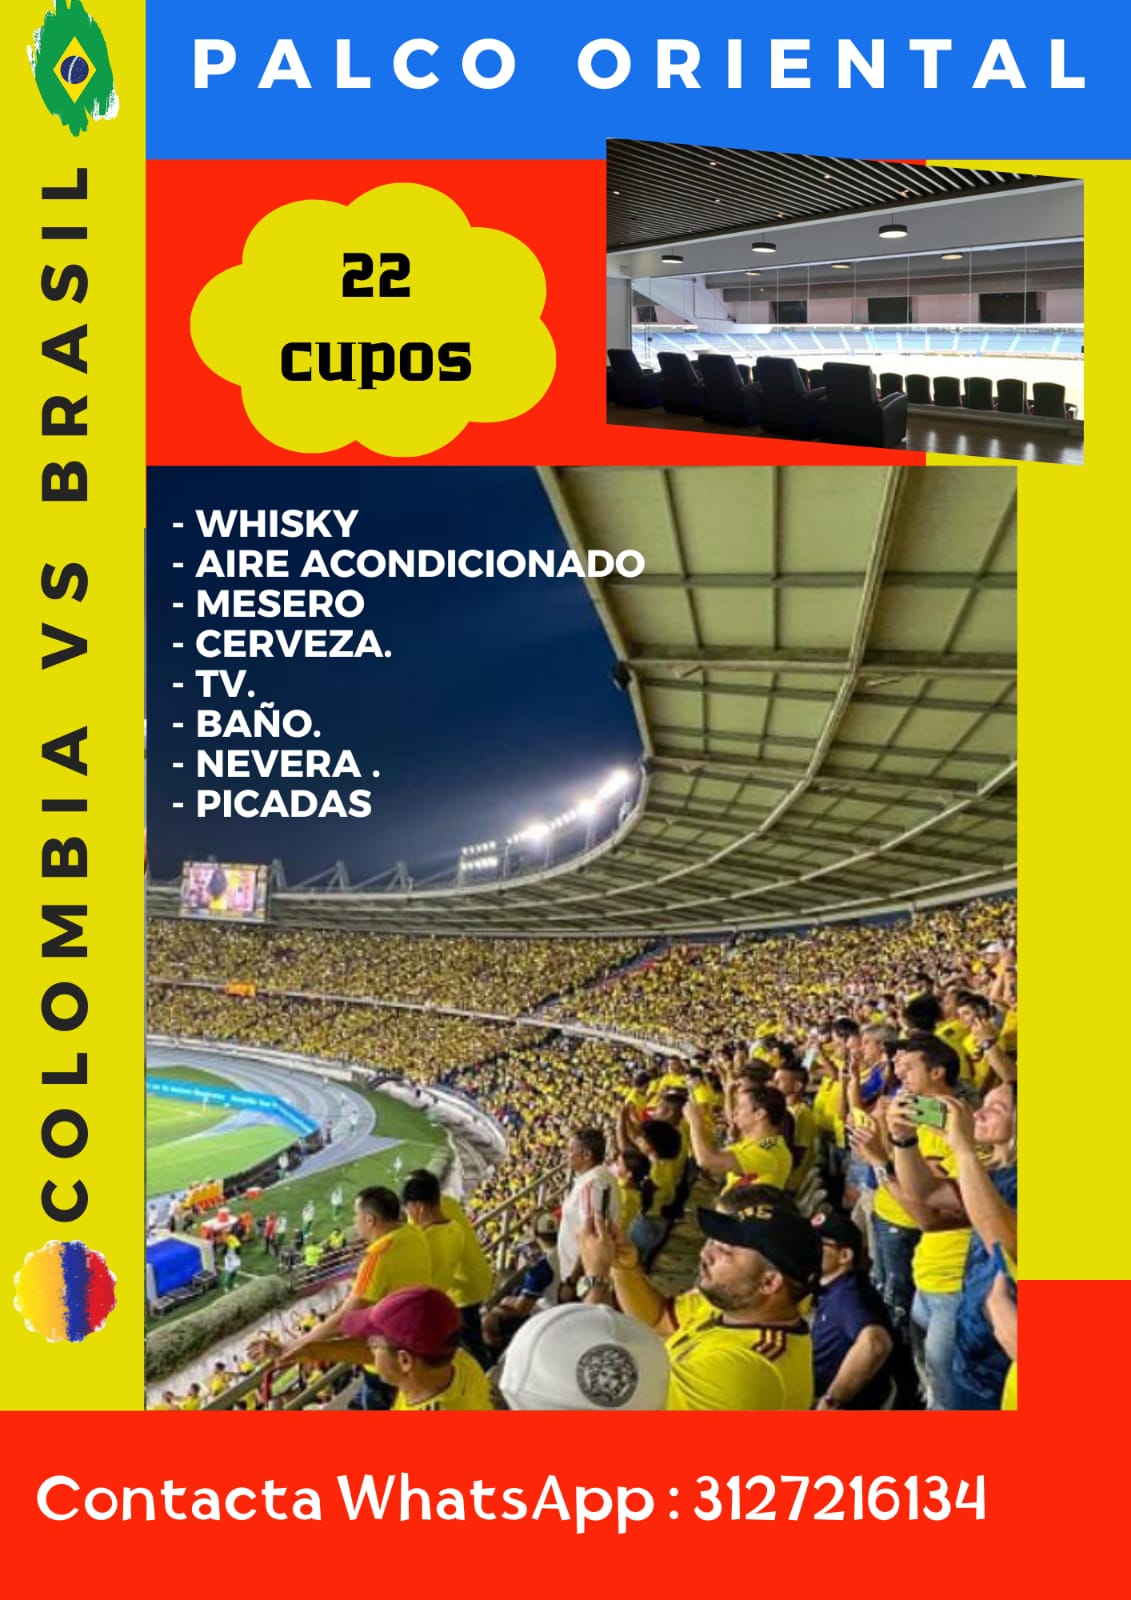 PALCO ORIENTAL
COLOMBIA VS BRASIL
22
cupos
- WHISKY
- AIRE ACONDICIONADO
- MESERO
- CERVEZA.
- TV.
- BAÑO.
- NEVERA .
- PICADAS
Contacta WhatsApp : 3127216134